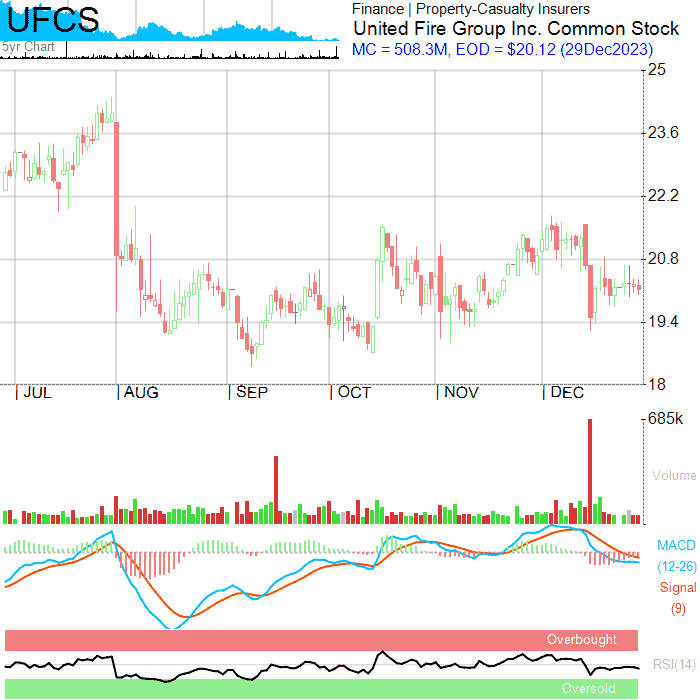 UFCS
5yr Chart
Finance | Property-Casualty Insurers
United Fire Group Inc. Common Stock
MC = 508.3M, EOD = $20.12 (29Dec2023)
25
23.6
22.2
20.8
19.4
18
JUL AUG SEP OCT NOV DEC
685k
Volume
MACD
(12-26)
Signal
(9)
Overbought
RSI(14)
Oversold